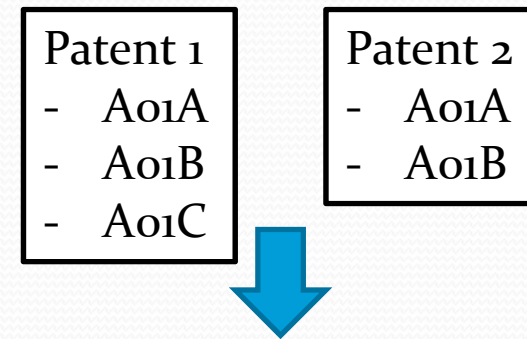 Patent 1
- A01A
- A01B
- A01C
Patent 2
- A01A
- A01B